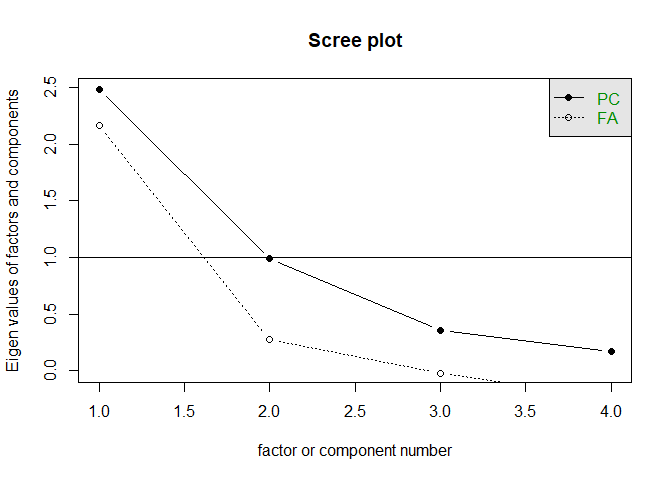 Scree plot
Eigen values of factors and components
2.5
2.0
1.5
1.0
0.5
0.0
PC
FA
1.0 1.5 2.0 2.5 3.0 3.5 4.0
factor or component number